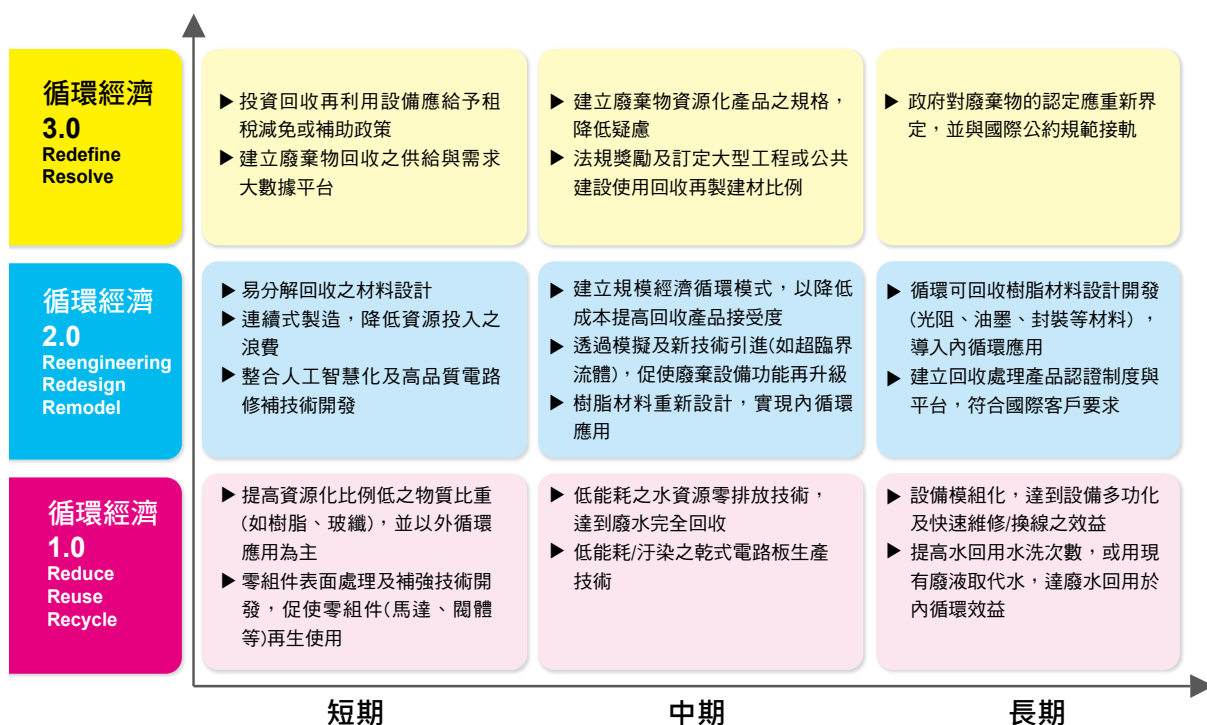 循環經濟
3.0
Redefine
Resolve
▶ 投資回收再利用設備應給予租
稅減免或補助政策
▶ 建立廢棄物回收之供給與需求
大數據平台
▶ 建立廢棄物資源化產品之規格，
降低疑慮
▶ 法規獎勵及訂定大型工程或公共
建設使用回收再製建材比例
▶ 政府對廢棄物的認定應重新界
定，並與國際公約規範接軌
循環經濟
2.0
Reengineering
Redesign
Remodel
▶ 易分解回收之材料設計
▶ 連續式製造，降低資源投入之
浪費
▶ 整合人工智慧化及高品質電路
修補技術開發
▶ 建立規模經濟循環模式，以降低
成本提高回收產品接受度
▶ 透過模擬及新技術引進(如超臨界
流體)，促使廢棄設備功能再升級
▶ 樹脂材料重新設計，實現內循環
應用
▶ 循環可回收樹脂材料設計開發
(光阻、油墨、封裝等材料)，
導入內循環應用
▶ 建立回收處理產品認證制度與
平台，符合國際客戶要求
循環經濟
1.0
Reduce
Reuse
Recycle
▶ 提高資源化比例低之物質比重
(如樹脂、玻纖)，並以外循環
應用為主
▶ 零組件表面處理及補強技術開
發，促使零組件(馬達、閥體
等)再生使用
▶ 低能耗之水資源零排放技術，
達到廢水完全回收
▶ 低能耗/汙染之乾式電路板生產
技術
▶ 設備模組化，達到設備多功化
及快速維修/換線之效益
▶ 提高水回用水洗次數，或用現
有廢液取代水，達廢水回用於
內循環效益
短期
中期
長期